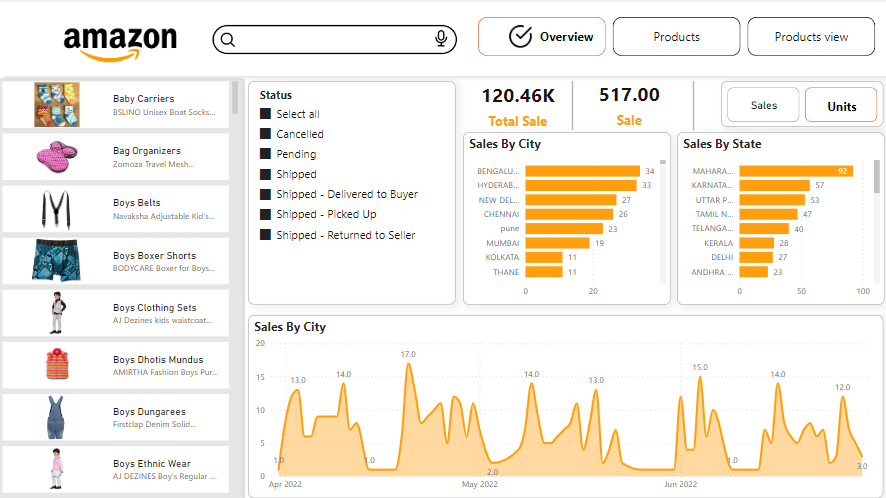 amazon
Overview
Products
Products view
Baby Carriers
BSLINO Unisex Boat Socks...
Bag Organizers
Zomoza Travel Mesh...
Boys Belts
Navaksha Adjustable Kid's...
Boys Boxer Shorts
BODYCARE Boxer for Boys...
Boys Clothing Sets
AJ Dezines kids waistcoat...
Boys Dhotis Mundus
AMIRTHA Fashion Boys Pur...
Boys Dungarees
Firstclap Denim Solid...
Boys Ethnic Wear
AJ DEZINES Boy's Regular ...
Status
Select all
Cancelled
Pending
Shipped
Shipped - Delivered to Buyer
Shipped - Picked Up
Shipped - Returned to Seller
120.46K
Total Sale
517.00
Sale
Sales
Units
Sales By City
BENGALU... 34
HYDERAB... 33
NEW DEL... 27
CHENNAI 26
pune 23
MUMBAI 19
KOLKATA 11
THANE 11
0 20
Sales By State
MAHARA... 92
KARNATA... 57
UTTAR P... 53
TAMIL N... 47
TELANGA... 40
KERALA 28
DELHI 27
ANDHRA ... 23
0 50 100
Sales By City
20
15
10
5
0
1.0 13.0 14.0 1.0 17.0 2.0 14.0 13.0 15.0 1.0 14.0 12.0 3.0
Apr 2022 May 2022 Jun 2022